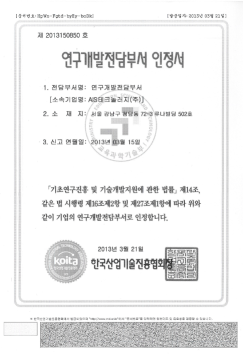 제 2013150850 호
연구개발전담부서 인정서
1. 전담부서명: 연구개발전담부서
[소속기업명: AIS테크놀러지(주)]
2. 소 재 지: 서울 강남구 502호
3. 신고 연월일: 2013년 03월 15일
「기초연구진흥 및 기술개발지원에 관한 법률」 제14조,
같은 법 시행령 제16조제2항 및 제27조제1항에 따라 위와
같이 기업의 연구개발전담부서로 인정합니다.
2013년 3월 21일
koita
한국산업기술진흥협회장